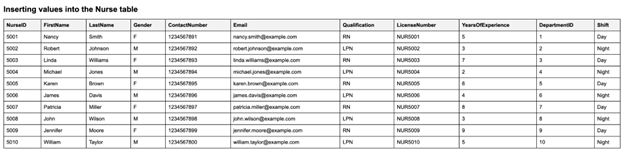 Inserting values into the Nurse table
NurseID FirstName LastName Gender ContactNumber Email Qualification LicenseNumber YearsOfExperience DepartmentID Shift
5001 Nancy Smith F 1234567891 nancy.smith@example.com RN NUR5001 5 1 Day
5002 Robert Johnson M 1234567892 robert.johnson@example.com LPN NUR5002 3 2 Night
5003 Linda Williams F 1234567893 linda.williams@example.com RN NUR5003 7 3 Day
5004 Michael Jones M 1234567894 michael.jones@example.com LPN NUR5004 2 4 Night
5005 Karen Brown F 1234567895 karen.brown@example.com RN NUR5005 6 5 Day
5006 James Davis M 1234567896 james.davis@example.com LPN NUR5006 4 6 Night
5007 Patricia Miller F 1234567897 patricia.miller@example.com RN NUR5007 8 7 Day
5008 John Wilson M 1234567898 john.wilson@example.com LPN NUR5008 3 8 Night
5009 Jennifer Moore F 1234567899 jennifer.moore@example.com RN NUR5009 9 9 Day
5010 William Taylor M 1234567800 william.taylor@example.com LPN NUR5010 5 10 Night